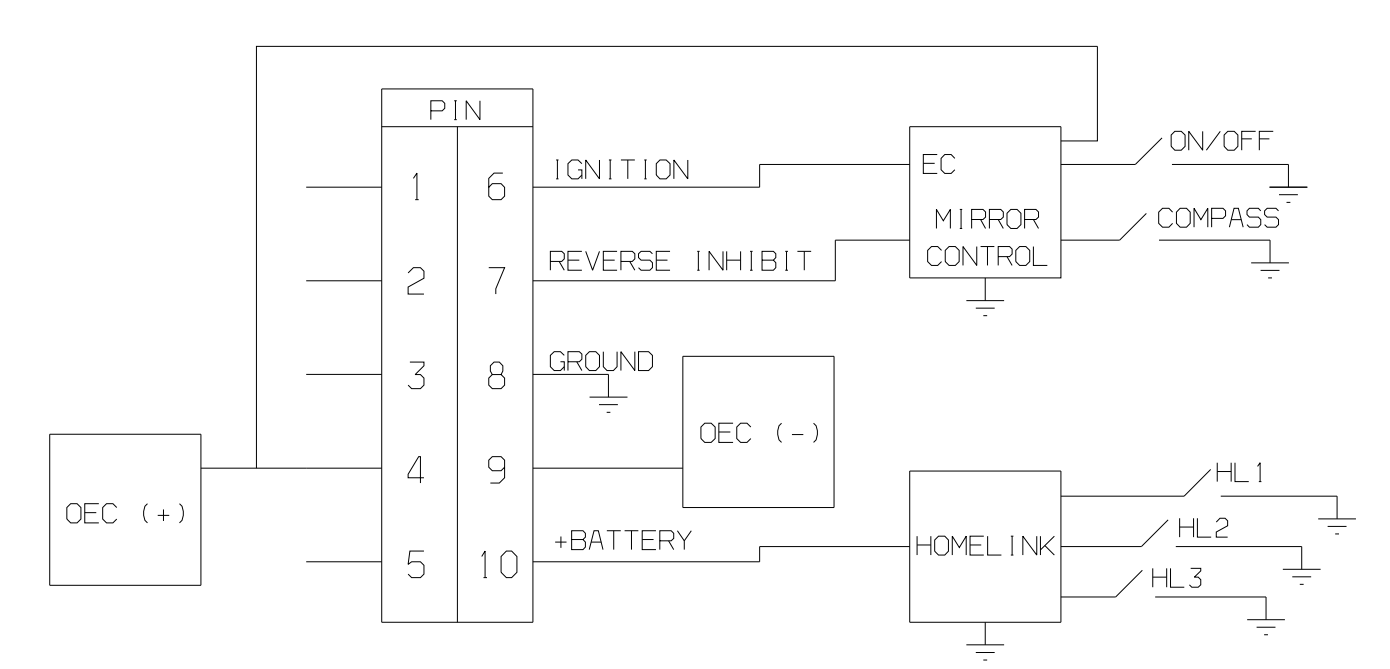 PIN
1 6 IGNITION
2 7 REVERSE INHIBIT
3 8 GROUND
4 9
5 10 +BATTERY
OEC (+)
OEC (-)
EC
MIRROR
CONTROL
ON/OFF
COMPASS
HOMELINK
HL1
HL2
HL3